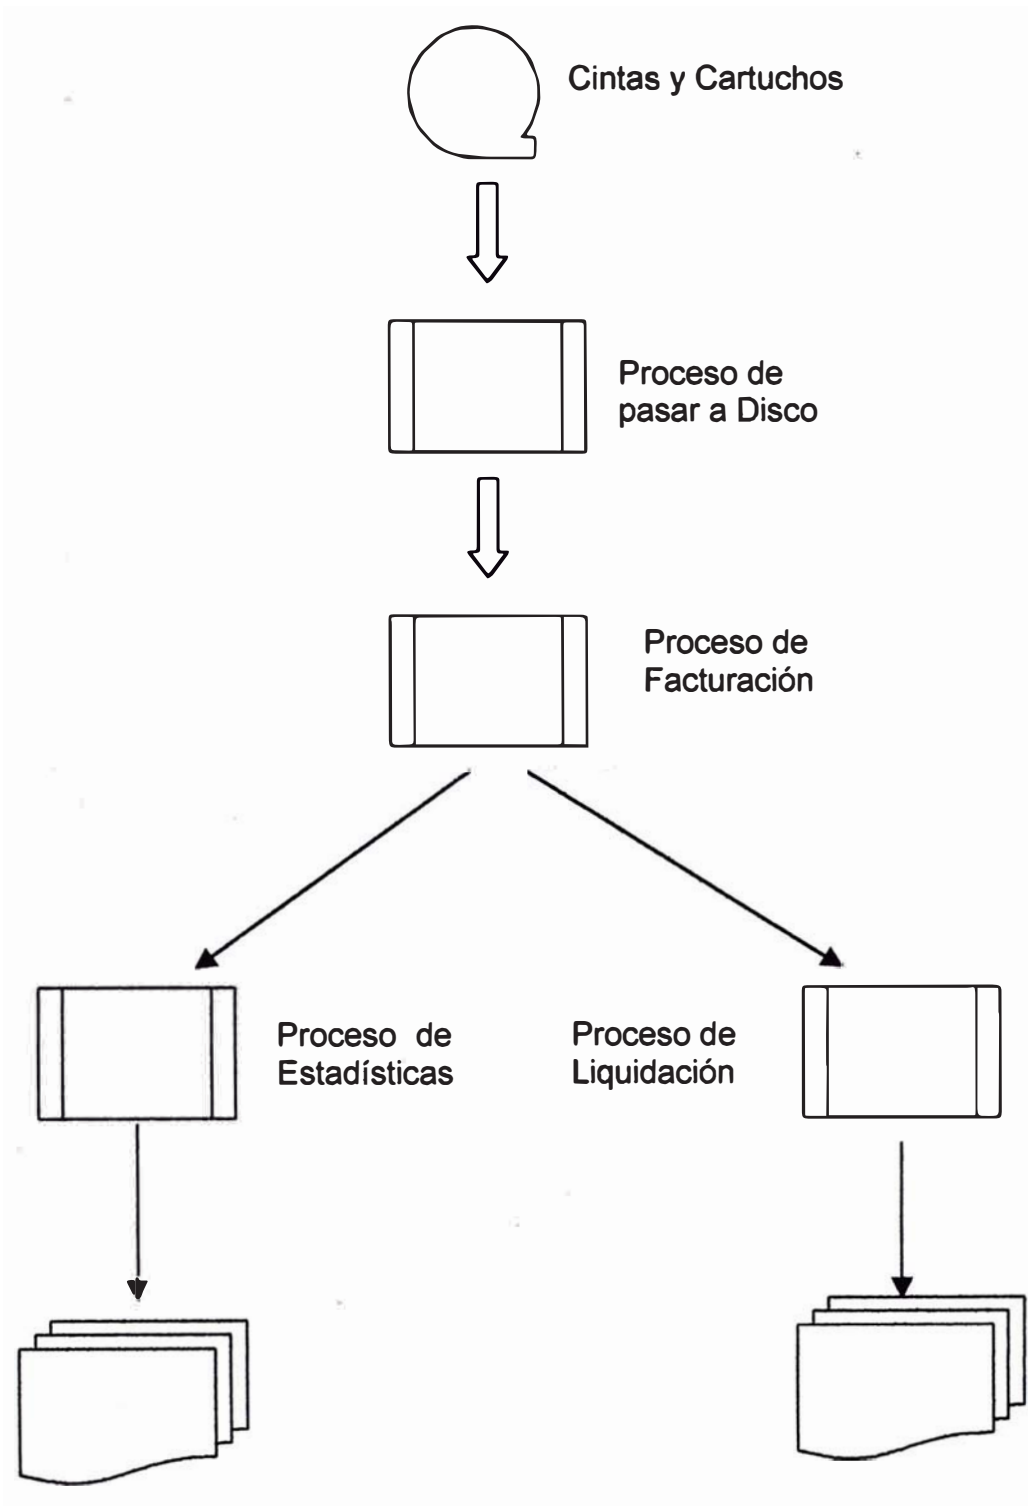 Cintas y Cartuchos
Proceso de
pasar a Disco
Proceso de
Facturación
Proceso de
Estadísticas
Proceso de
Liquidación